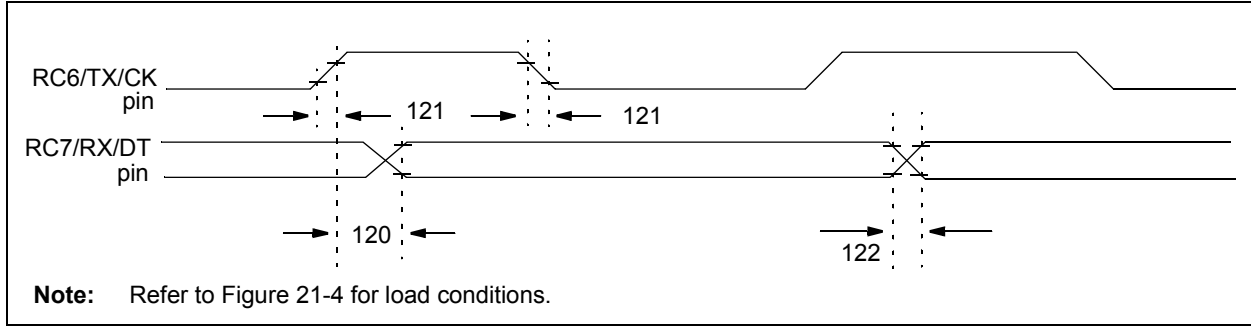 RC6/TX/CK
pin
121
121
RC7/RX/DT
pin
120
122
Note: Refer to Figure 21-4 for load conditions.